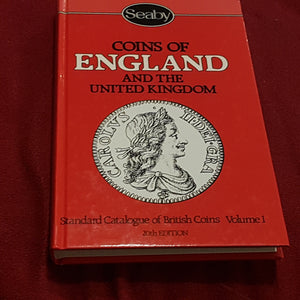 Seaby
COINS OF
ENGLAND
AND THE
UNITED KINGDOM
CAROLVS II·DEI·GRA
Standard Catalogue of British Coins Volume 1
20th EDITION